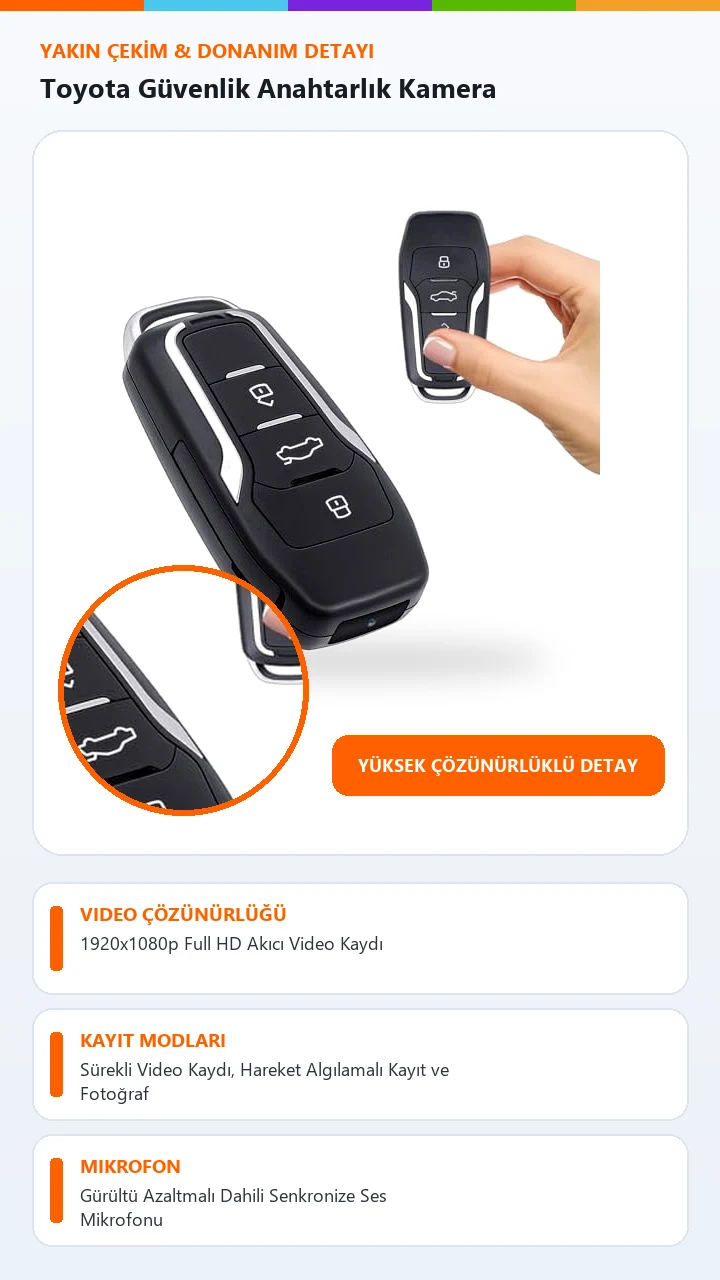 YAKIN ÇEKİM & DONANIM DETAYI
Toyota Güvenlik Anahtarlık Kamera
YÜKSEK ÇÖZÜNÜRLÜKLÜ DETAY
VIDEO ÇÖZÜNÜRLÜĞÜ
1920x1080p Full HD Akıcı Video Kaydı
KAYIT MODLARI
Sürekli Video Kaydı, Hareket Algılamalı Kayıt ve
Fotoğraf
MIKROFON
Gürültü Azaltmalı Dahili Senkronize Ses
Mikrofonu